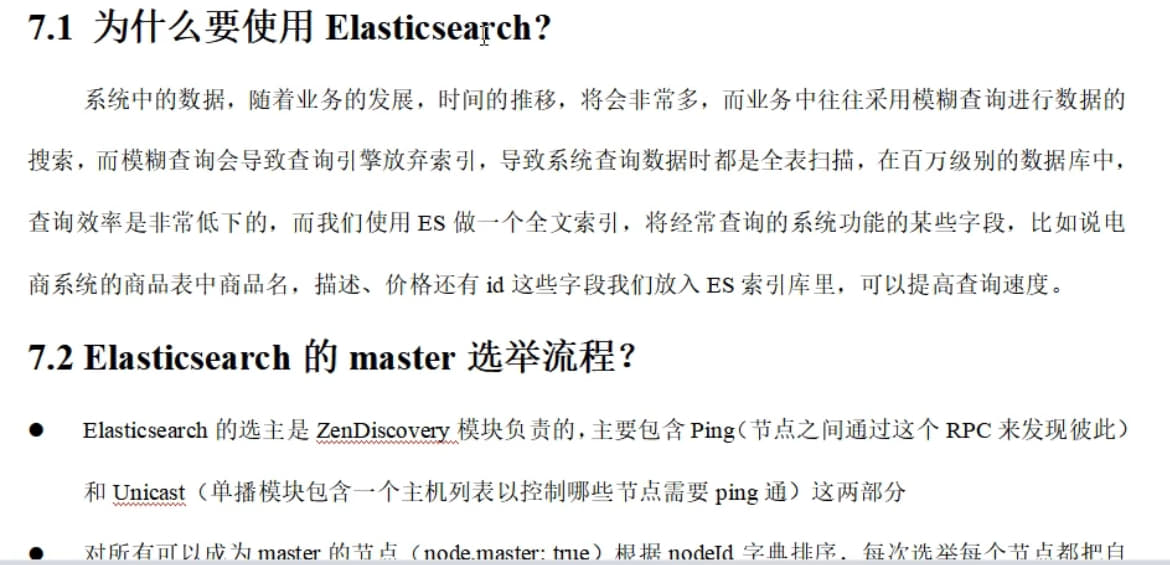 7.1 为什么要使用 Elasticsearch?
系统中的数据，随着业务的发展，时间的推移，将会非常多，而业务中往往采用模糊查询进行数据的
搜索，而模糊查询会导致查询引擎放弃索引，导致系统查询数据时都是全表扫描，在百万级别的数据库中，
查询效率是非常低下的，而我们使用 ES 做一个全文索引，将经常查询的系统功能的某些字段，比如说电
商系统的商品表中商品名，描述、价格还有 id 这些字段我们放入 ES 索引库里，可以提高查询速度。
7.2 Elasticsearch 的 master 选举流程？
● Elasticsearch 的选主是 ZenDiscovery 模块负责的，主要包含 Ping（节点之间通过这个 RPC 来发现彼此）
和 Unicast（单播模块包含一个主机列表以控制哪些节点需要 ping 通）这两部分
● 对所有可以成为 master 的节点（node.master: true）根据 nodeId 字典排序，每次选举每个节点都把自